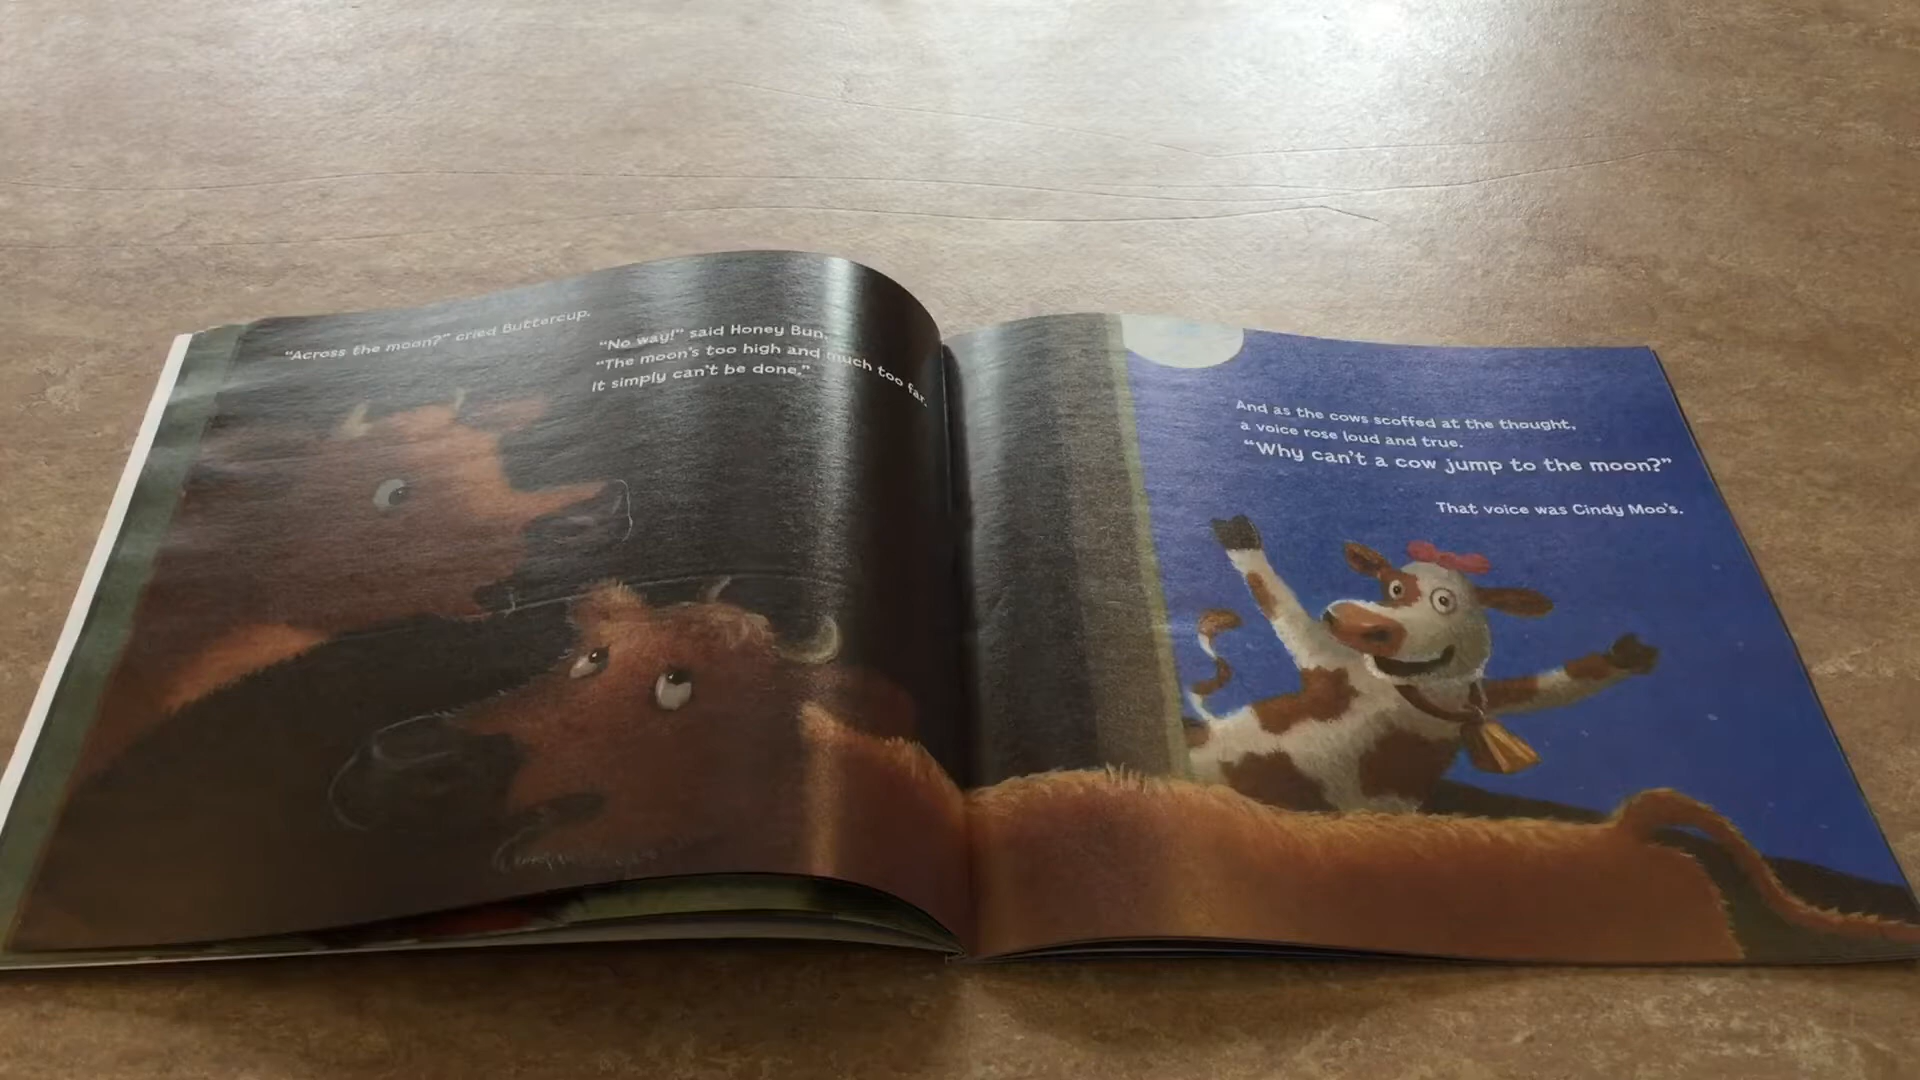 “Across the moon?” cried Buttercup.
“No way!” said Honey Bun.
“The moon's too high and much too far.
It simply can't be done.”
And as the cows scoffed at the thought,
a voice rose loud and true.
“Why can't a cow jump to the moon?”
That voice was Cindy Moo's.